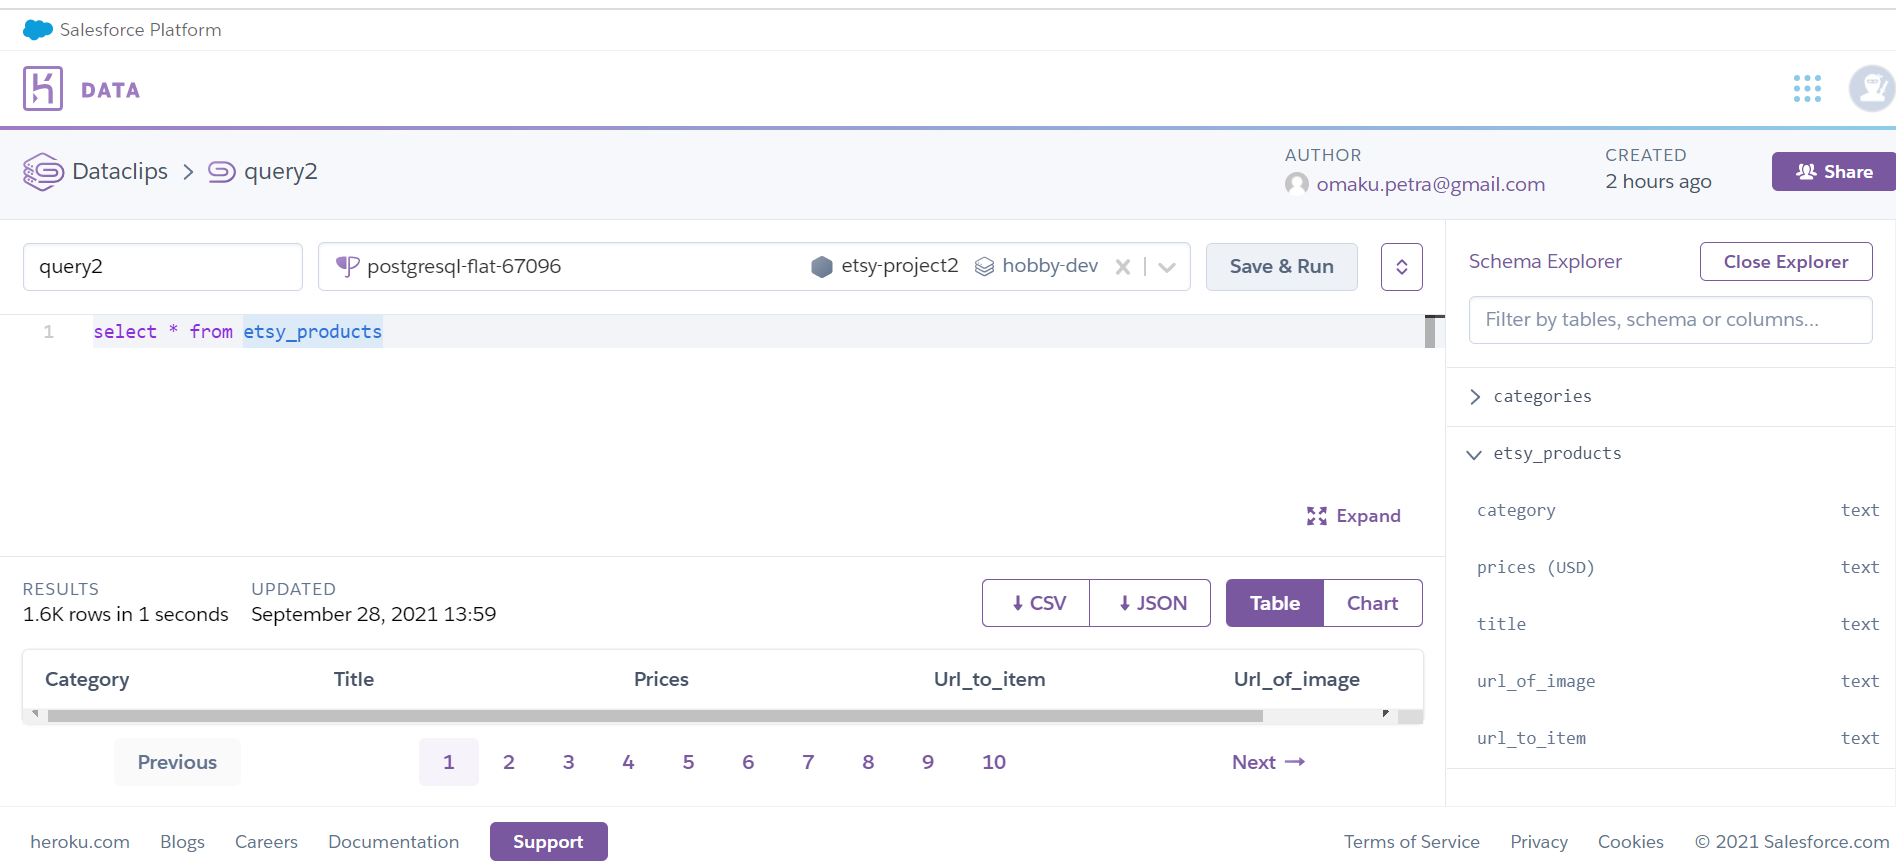 Salesforce Platform
DATA
Dataclips > query2
AUTHOR
omaku.petra@gmail.com
CREATED
2 hours ago
Share
query2
postgresql-flat-67096
etsy-project2
hobby-dev
Save & Run
1 select * from etsy_products
Expand
Schema Explorer
Close Explorer
Filter by tables, schema or columns...
categories
etsy_products
category text
prices (USD) text
title text
url_of_image text
url_to_item text
RESULTS
1.6K rows in 1 seconds
UPDATED
September 28, 2021 13:59
CSV
JSON
Table
Chart
Category Title Prices Url_to_item Url_of_image
Previous 1 2 3 4 5 6 7 8 9 10 Next →
heroku.com Blogs Careers Documentation Support Terms of Service Privacy Cookies © 2021 Salesforce.com